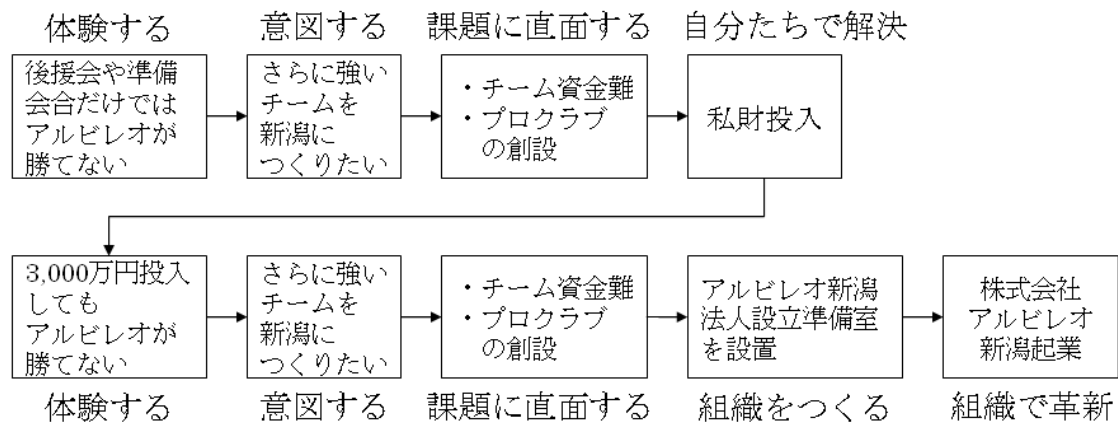 体験する
意図する
課題に直面する
自分たちで解決
後援会や準備
会合だけでは
アルビレオが
勝てない
さらに強い
チームを
新潟に
つくりたい
・チーム資金難
・プロクラブ
の創設
私財投入
3,000万円投入
しても
アルビレオが
勝てない
さらに強い
チームを
新潟に
つくりたい
・チーム資金難
・プロクラブ
の創設
アルビレオ新潟
法人設立準備室
を設置
株式会社
アルビレオ
新潟起業
体験する
意図する
課題に直面する
組織をつくる
組織で革新